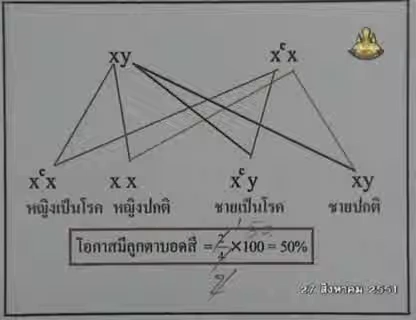 xy xᶜx
xᶜx x x xᶜy xy
หญิงเป็นโรค หญิงปกติ ชายเป็นโรค ชายปกติ
โอกาสมีลูกตาบอดสี = 2/4 ×100 = 50%
2
27 สิงหาคม 2551